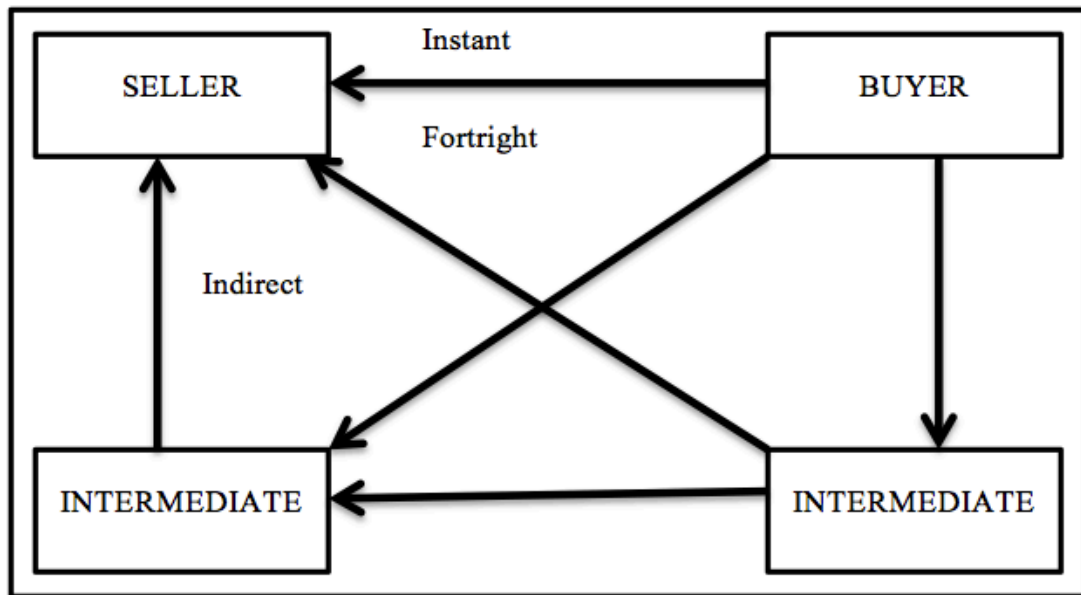 Instant
SELLER
BUYER
Fortright
Indirect
INTERMEDIATE
INTERMEDIATE